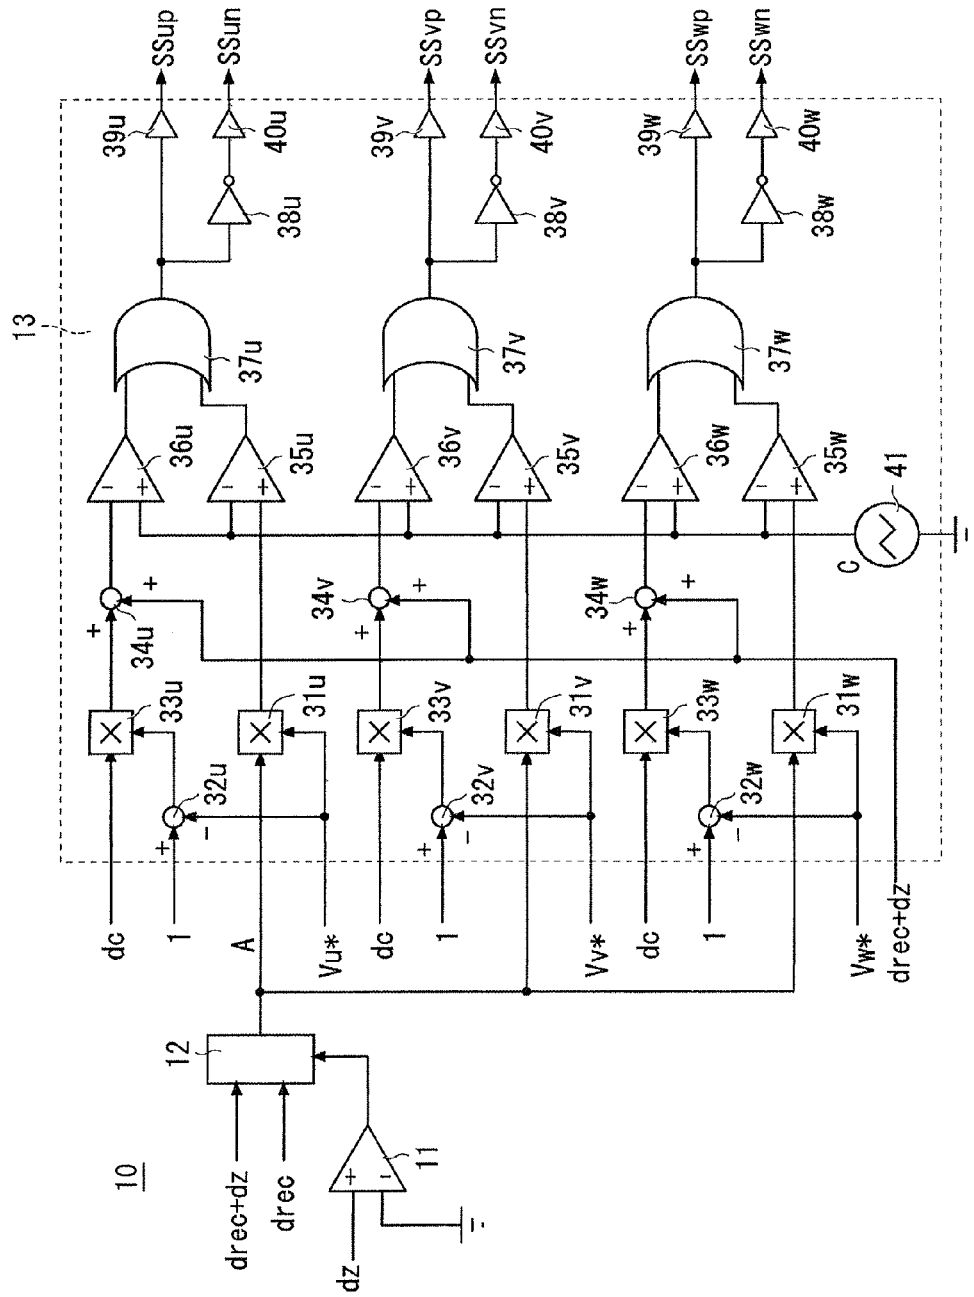 10
dz
11
drec+dz
drec
12
A
13
dc
1
Vu*
+
−
32u
33u
31u
+
+
34u
−
+
36u
−
+
35u
37u
38u
39u
40u
SSup
SSun
dc
1
Vv*
+
−
32v
33v
31v
+
+
34v
−
+
36v
−
+
35v
37v
38v
39v
40v
SSvp
SSvn
dc
1
Vw*
drec+dz
+
−
32w
33w
31w
+
+
34w
−
+
36w
−
+
35w
37w
38w
39w
40w
SSwp
SSwn
C
41
+
−